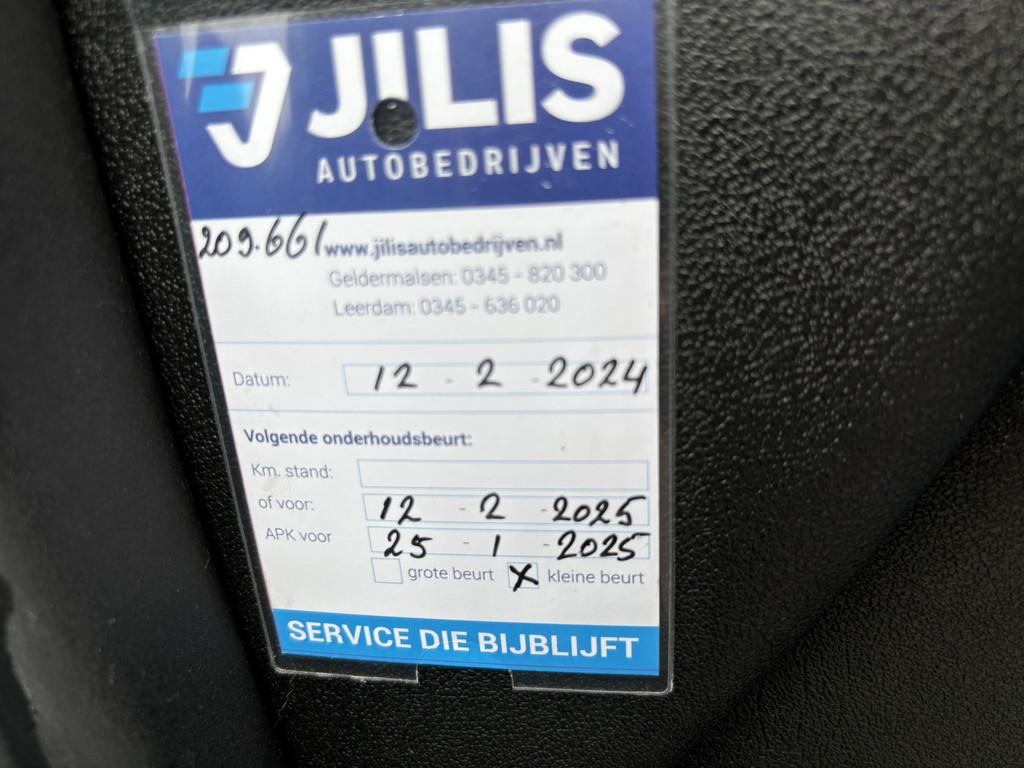 JILIS
AUTOBEDRIJVEN
209.661 www.jilisautobedrijven.nl
Geldermalsen: 0345 - 820 300
Leerdam: 0345 - 636 020
Datum: 12 - 2 - 2024
Volgende onderhoudsbeurt:
Km. stand:
of voor: 12 - 2 - 2025
APK voor 25 - 1 - 2025
grote beurt X kleine beurt
SERVICE DIE BIJBLIJFT